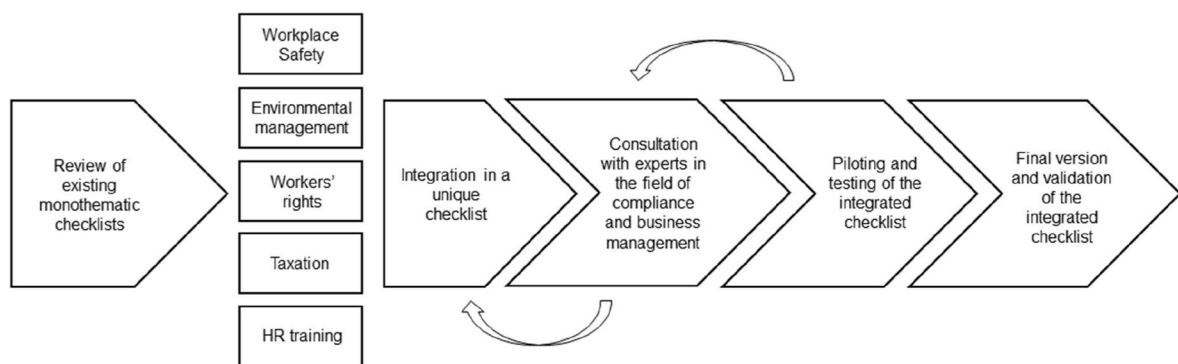 Review of
existing
monothematic
checklists
Workplace
Safety
Environmental
management
Workers'
rights
Taxation
HR training
Integration in a
unique
checklist
Consultation
with experts in
the field of
compliance
and business
management
Piloting and
testing of the
integrated
checklist
Final version
and validation
of the
integrated
checklist